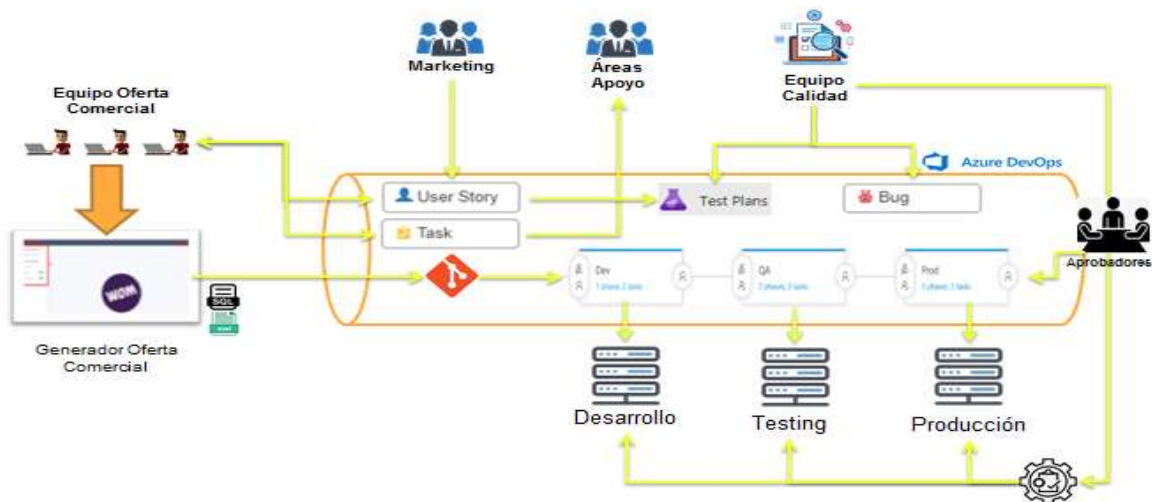 Marketing
Áreas
Apoyo
Equipo
Calidad
Equipo Oferta
Comercial
Azure DevOps
User Story
Test Plans
Bug
Task
Aprobadores
Dev
QA
Prod
WOM
SQL
Generador Oferta
Comercial
Desarrollo
Testing
Producción